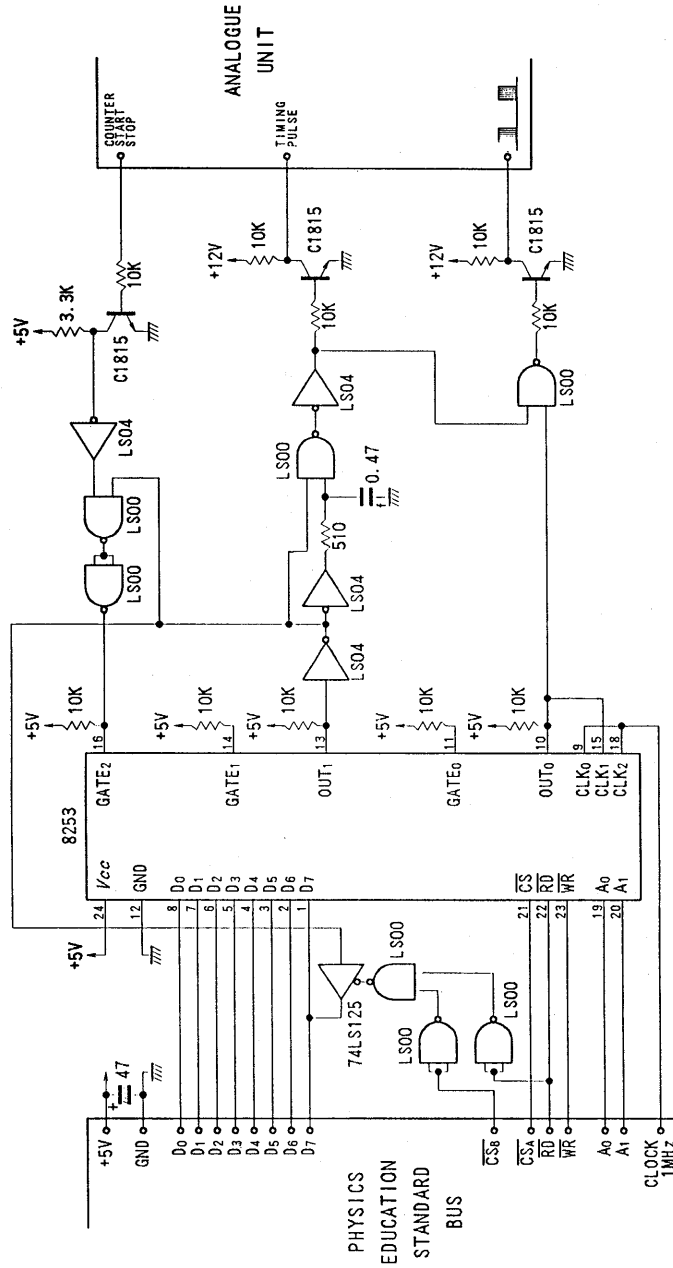 PHYSICS
EDUCATION
STANDARD
BUS
+5V
GND
D0
D1
D2
D3
D4
D5
D6
D7
CSB
CSA
RD
WR
A0
A1
CLOCK
1MHz
+
47
+5V
74LS125
LS00
LS00
LS00
8253
24
12
8
7
6
5
4
3
2
1
21
22
23
19
20
Vcc
GND
D0
D1
D2
D3
D4
D5
D6
D7
CS
RD
WR
A0
A1
GATE2
GATE1
OUT1
GATE0
OUT0
CLK0
CLK1
CLK2
16
14
13
11
10
9
15
18
+5V
10K
+5V
10K
+5V
10K
+5V
10K
+5V
10K
LS00
LS00
LS04
+5V
3.3K
C1815
10K
LS04
LS04
510
0.47
LS00
LS04
+12V
10K
10K
C1815
LS00
+12V
10K
10K
C1815
COUNTER
START
STOP
TIMING
PULSE
ANALOGUE
UNIT